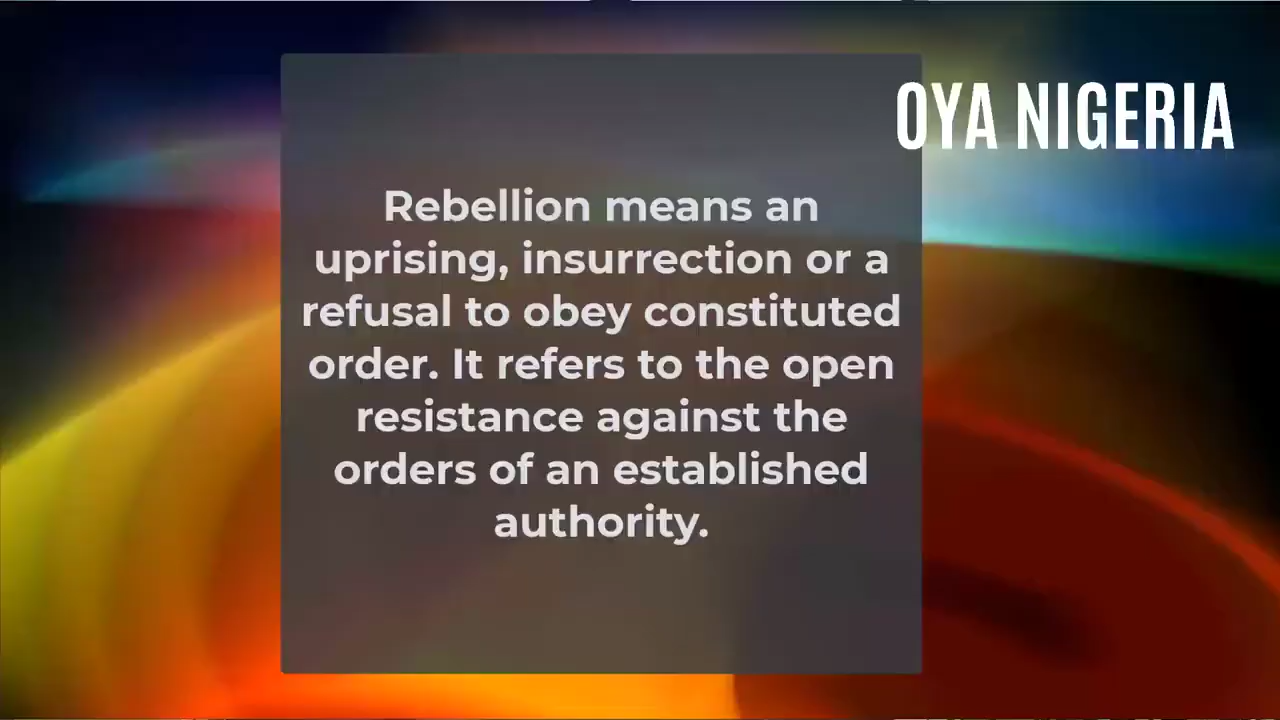 OYA NIGERIA
Rebellion means an
uprising, insurrection or a
refusal to obey constituted
order. It refers to the open
resistance against the
orders of an established
authority.